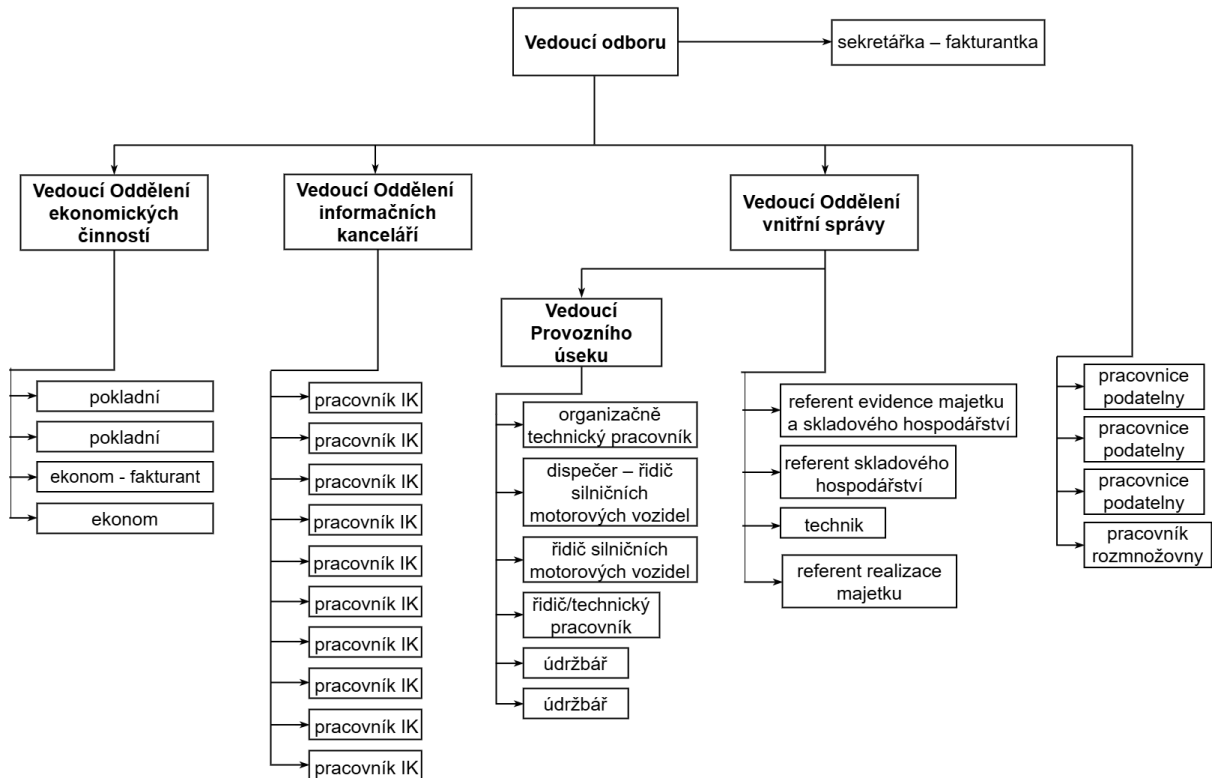 Vedoucí odboru
sekretářka – fakturantka
Vedoucí Oddělení
ekonomických
činností
Vedoucí Oddělení
informačních
kanceláří
Vedoucí Oddělení
vnitřní správy
Vedoucí
Provozního
úseku
pokladní
pokladní
ekonom - fakturant
ekonom
pracovník IK
pracovník IK
pracovník IK
pracovník IK
pracovník IK
pracovník IK
pracovník IK
pracovník IK
pracovník IK
pracovník IK
organizačně
technický pracovník
dispečer – řidič
silničních
motorových vozidel
řidič silničních
motorových vozidel
řidič/technický
pracovník
údržbář
údržbář
referent evidence majetku
a skladového hospodářství
referent skladového
hospodářství
technik
referent realizace
majetku
pracovnice
podatelny
pracovnice
podatelny
pracovnice
podatelny
pracovník
rozmnožovny